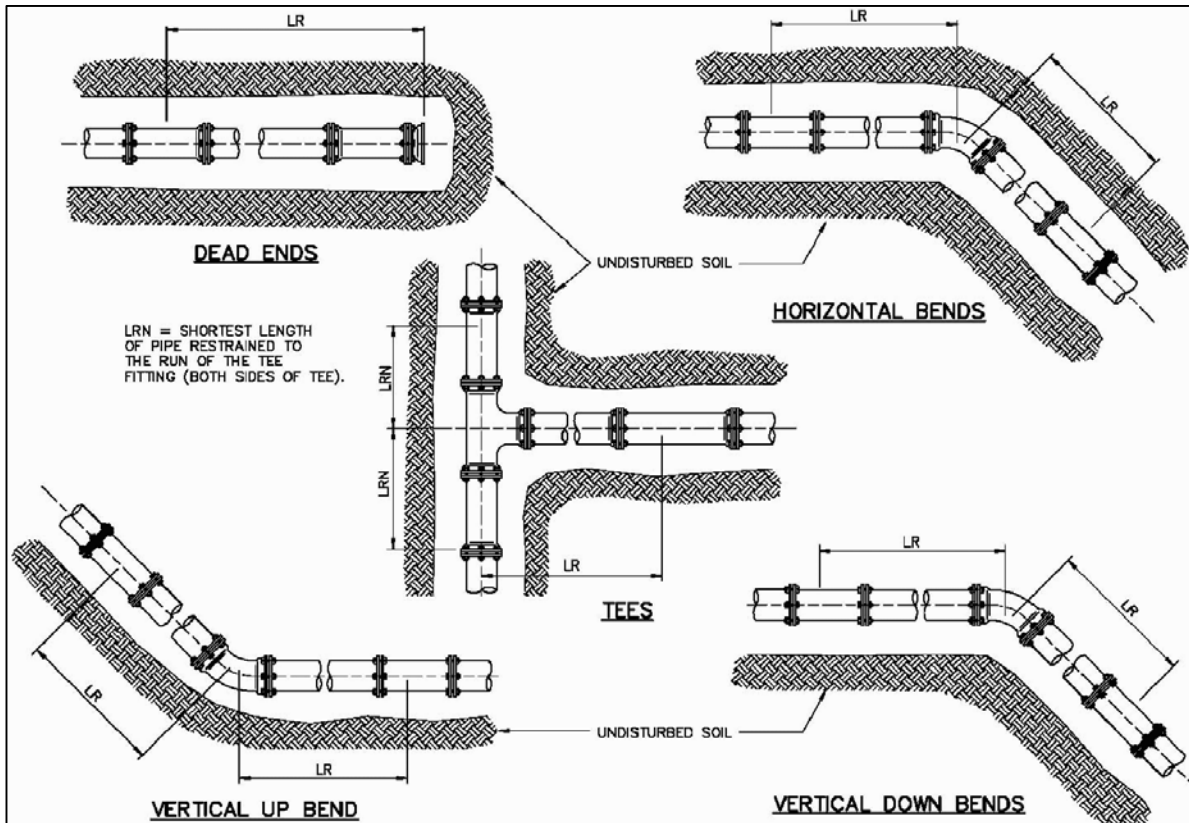 LR
LR
LR
DEAD ENDS
UNDISTURBED SOIL
HORIZONTAL BENDS
LRN = SHORTEST LENGTH
OF PIPE RESTRAINED TO
THE RUN OF THE TEE
FITTING (BOTH SIDES OF TEE).
LRN
LRN
LR
TEES
LR
LR
LR
LR
UNDISTURBED SOIL
VERTICAL UP BEND
VERTICAL DOWN BENDS